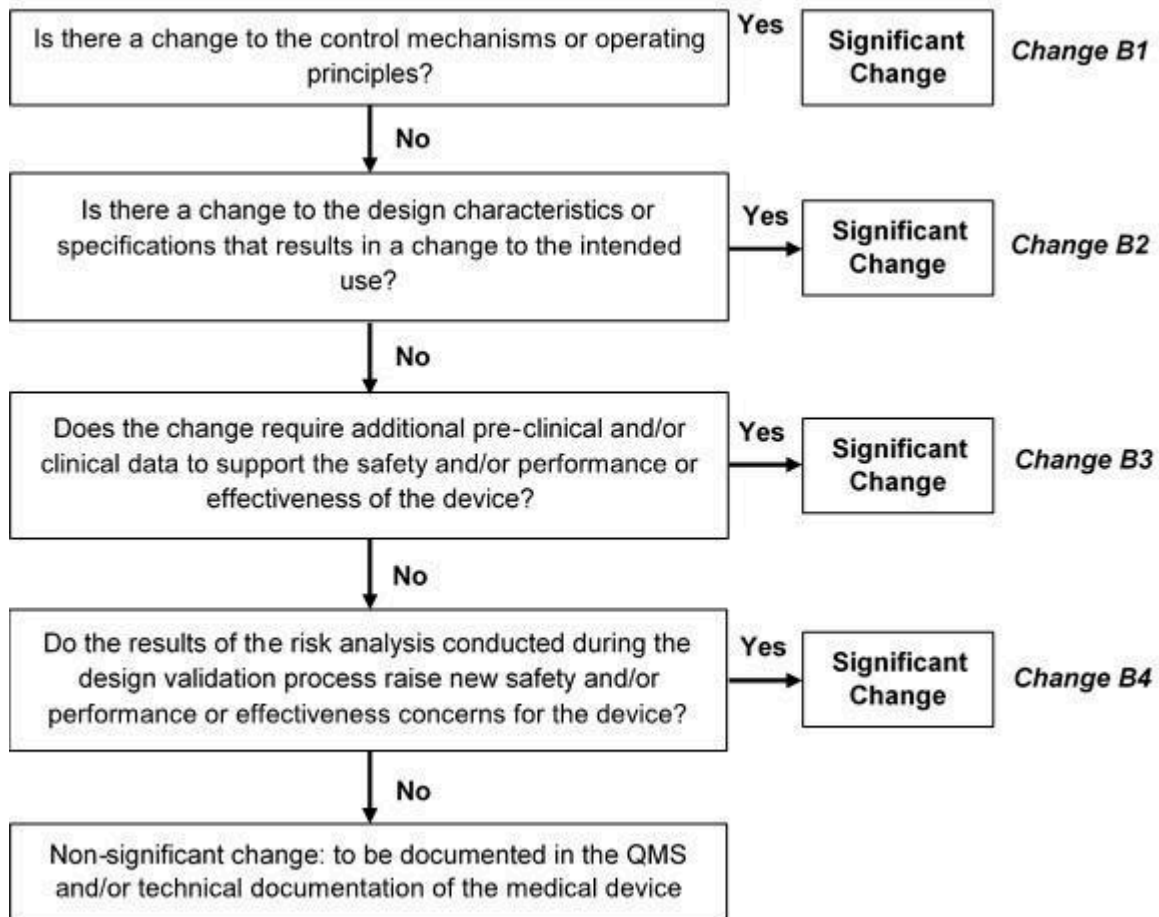 Is there a change to the control mechanisms or operating
principles?
Yes
Significant
Change
Change B1
No
Is there a change to the design characteristics or
specifications that results in a change to the intended
use?
Yes
Significant
Change
Change B2
No
Does the change require additional pre-clinical and/or
clinical data to support the safety and/or performance or
effectiveness of the device?
Yes
Significant
Change
Change B3
No
Do the results of the risk analysis conducted during the
design validation process raise new safety and/or
performance or effectiveness concerns for the device?
Yes
Significant
Change
Change B4
No
Non-significant change: to be documented in the QMS
and/or technical documentation of the medical device